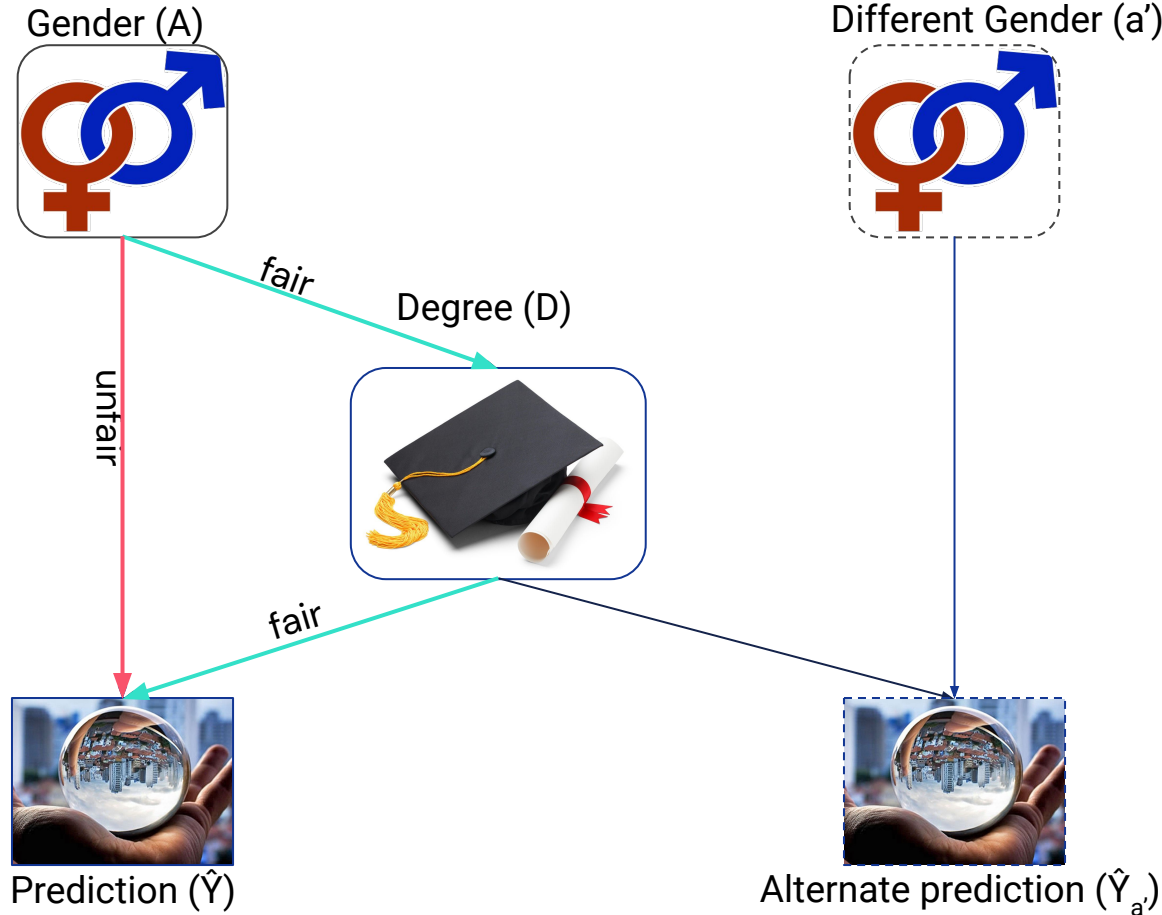 Gender (A)
Different Gender (a’)
fair
Degree (D)
unfair
fair
Prediction (Ŷ)
Alternate prediction (Ŷa’)